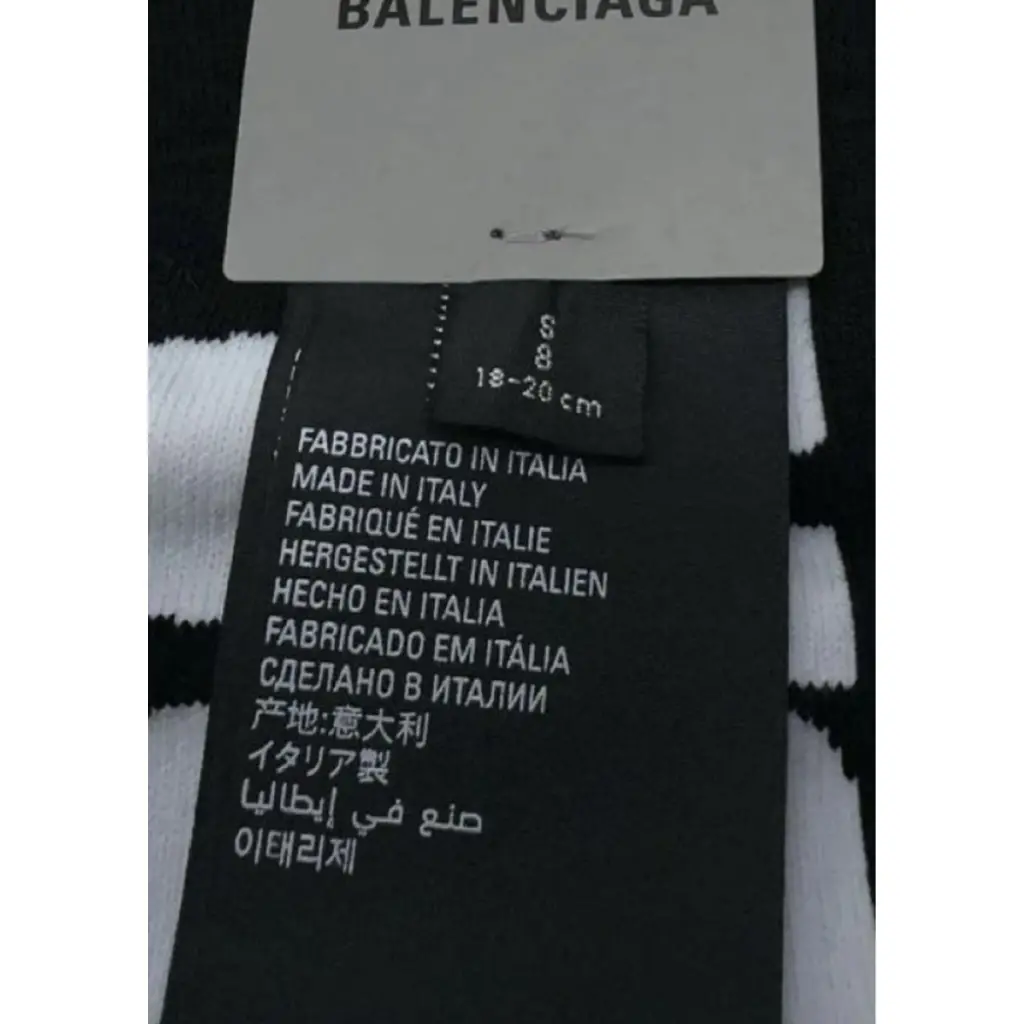 BALENCIAGA
S
8
18-20 cm
FABBRICATO IN ITALIA
MADE IN ITALY
FABRIQUÉ EN ITALIE
HERGESTELLT IN ITALIEN
HECHO EN ITALIA
FABRICADO EM ITÁLIA
СДЕЛАНО В ИТАЛИИ
产地:意大利
イタリア製
صنع في إيطاليا
이태리제